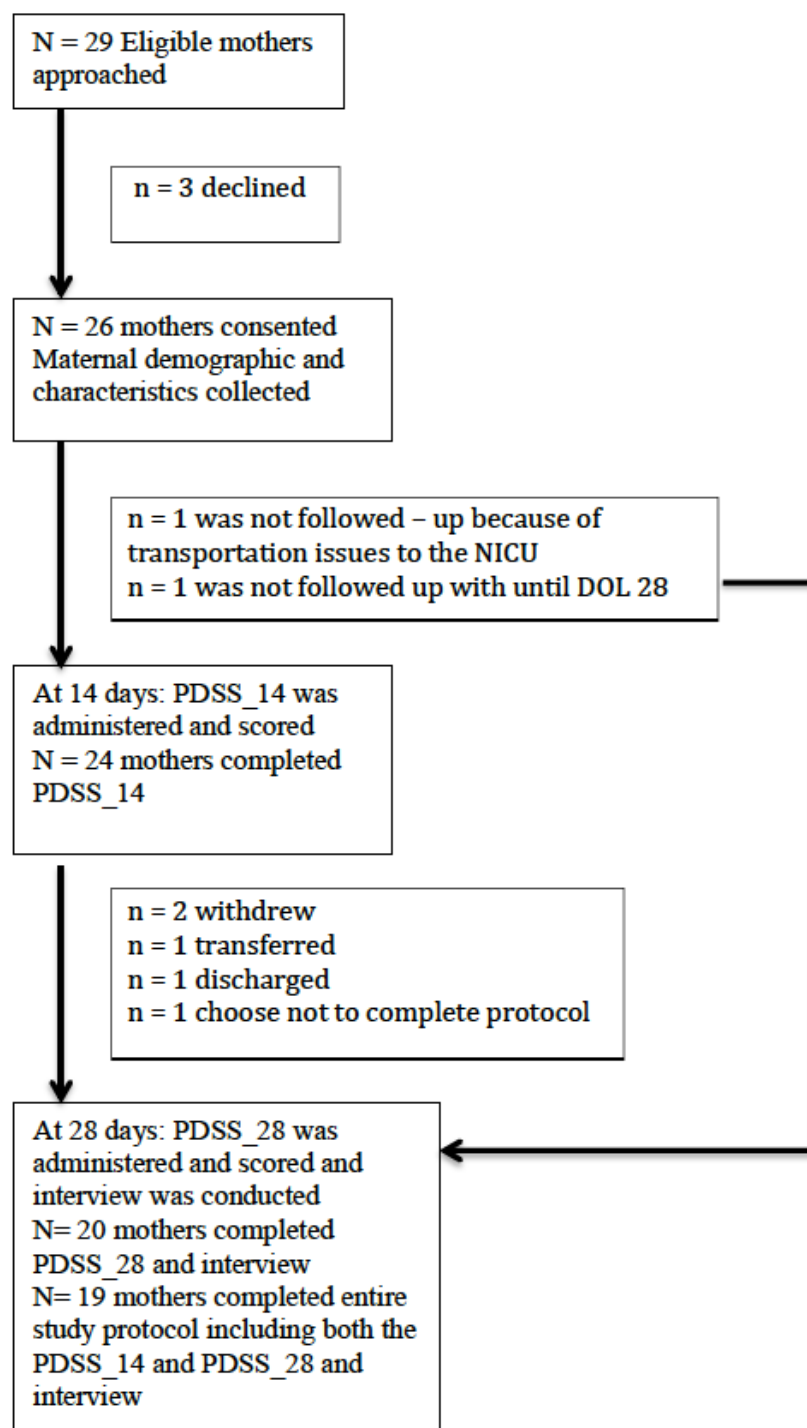 N = 29 Eligible mothers
approached
n = 3 declined
N = 26 mothers consented
Maternal demographic and
characteristics collected
n = 1 was not followed – up because of
transportation issues to the NICU
n = 1 was not followed up with until DOL 28
At 14 days: PDSS_14 was
administered and scored
N = 24 mothers completed
PDSS_14
n = 2 withdrew
n = 1 transferred
n = 1 discharged
n = 1 choose not to complete protocol
At 28 days: PDSS_28 was
administered and scored and
interview was conducted
N= 20 mothers completed
PDSS_28 and interview
N= 19 mothers completed entire
study protocol including both the
PDSS_14 and PDSS_28 and
interview